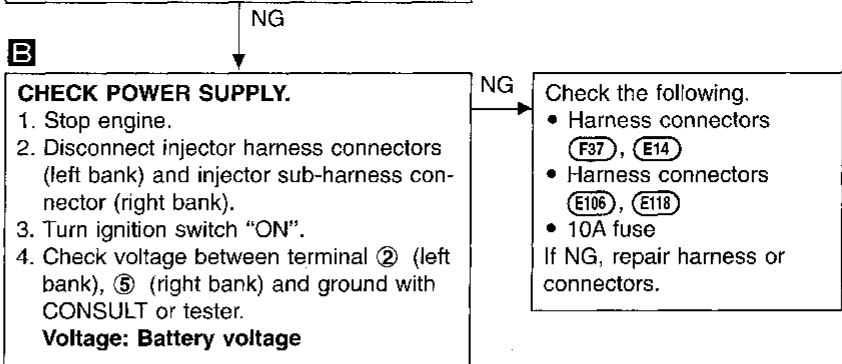 NG
B
CHECK POWER SUPPLY.
1. Stop engine.
2. Disconnect injector harness connectors
(left bank) and injector sub-harness con-
nector (right bank).
3. Turn ignition switch “ON”.
4. Check voltage between terminal ② (left
bank), ⑤ (right bank) and ground with
CONSULT or tester.
Voltage: Battery voltage
NG
Check the following.
• Harness connectors
F37, E14
• Harness connectors
E106, E118
• 10A fuse
If NG, repair harness or
connectors.